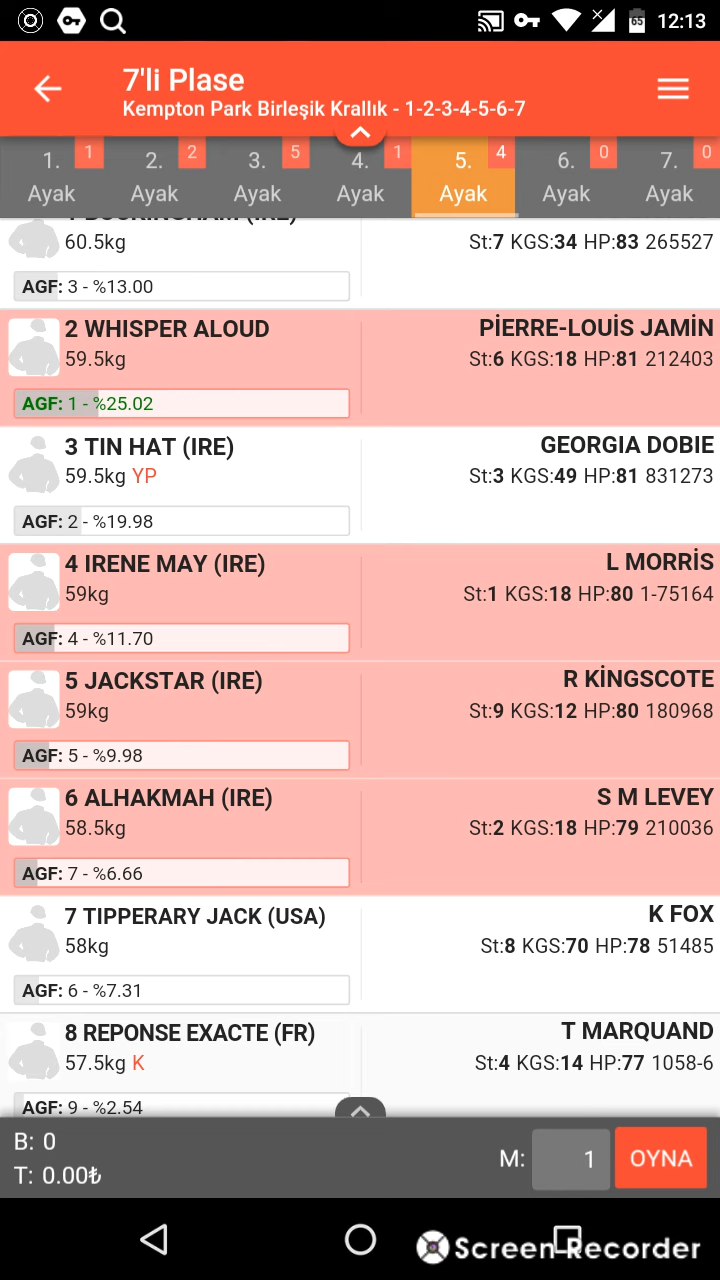 65 12:13
7'li Plase
Kempton Park Birleşik Krallık - 1-2-3-4-5-6-7
1. 1 2. 2 3. 5 4. 1 5. 4 6. 0 7. 0
Ayak Ayak Ayak Ayak Ayak Ayak Ayak
60.5kg St:7 KGS:34 HP:83 265527
AGF: 3 - %13.00
2 WHISPER ALOUD PİERRE-LOUİS JAMİN
59.5kg St:6 KGS:18 HP:81 212403
AGF: 1 - %25.02
3 TIN HAT (IRE) GEORGIA DOBIE
59.5kg YP St:3 KGS:49 HP:81 831273
AGF: 2 - %19.98
4 IRENE MAY (IRE) L MORRİS
59kg St:1 KGS:18 HP:80 1-75164
AGF: 4 - %11.70
5 JACKSTAR (IRE) R KİNGSCOTE
59kg St:9 KGS:12 HP:80 180968
AGF: 5 - %9.98
6 ALHAKMAH (IRE) S M LEVEY
58.5kg St:2 KGS:18 HP:79 210036
AGF: 7 - %6.66
7 TIPPERARY JACK (USA) K FOX
58kg St:8 KGS:70 HP:78 51485
AGF: 6 - %7.31
8 REPONSE EXACTE (FR) T MARQUAND
57.5kg K St:4 KGS:14 HP:77 1058-6
AGF: 9 - %2.54
B: 0
T: 0.00₺ M: 1 OYNA
Screen Recorder